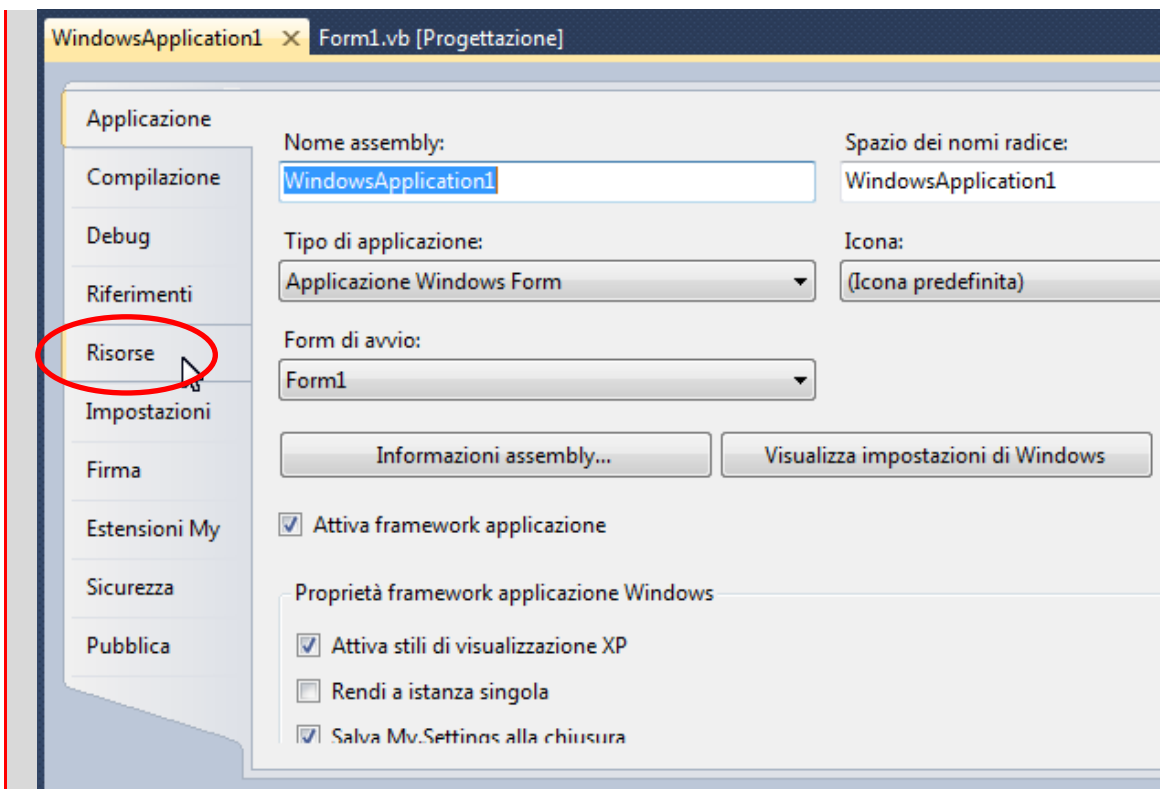 WindowsApplication1 Form1.vb [Progettazione]
Applicazione
Compilazione
Debug
Riferimenti
Risorse
Impostazioni
Firma
Estensioni My
Sicurezza
Pubblica
Nome assembly: Spazio dei nomi radice:
WindowsApplication1 WindowsApplication1
Tipo di applicazione: Icona:
Applicazione Windows Form (Icona predefinita)
Form di avvio:
Form1
Informazioni assembly... Visualizza impostazioni di Windows
Attiva framework applicazione
Proprietà framework applicazione Windows
Attiva stili di visualizzazione XP
Rendi a istanza singola
Salva My.Settings alla chiusura